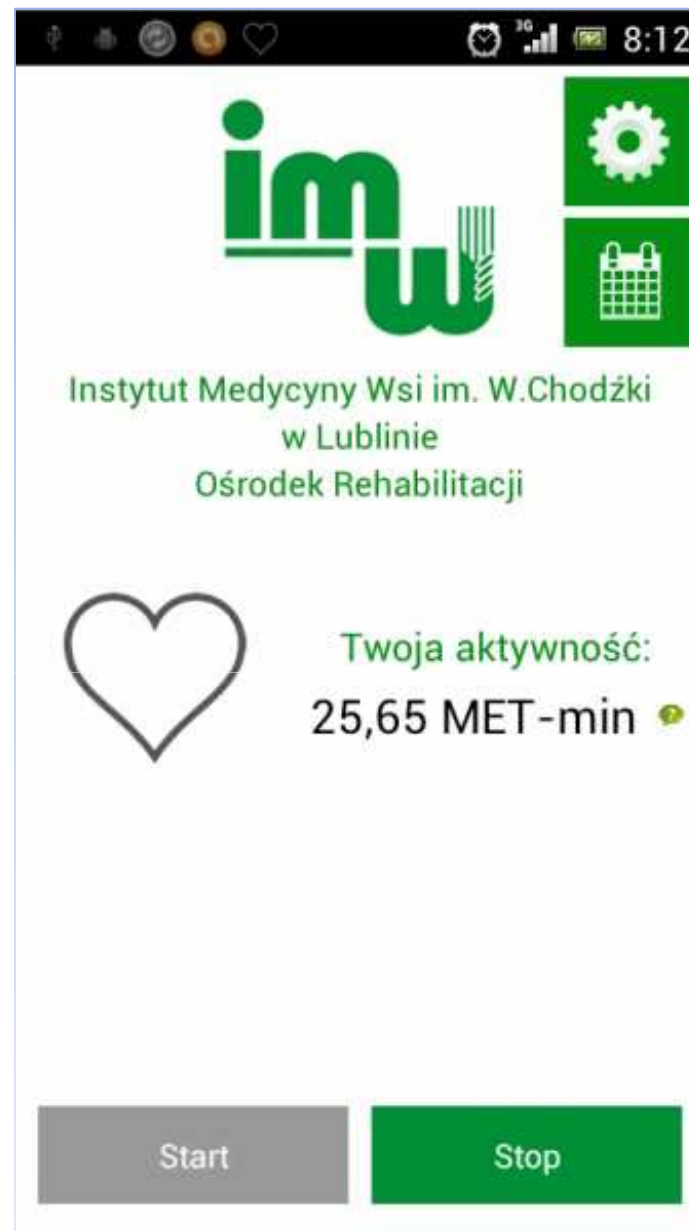 3G 8:12
imw
Instytut Medycyny Wsi im. W.Chodźki
w Lublinie
Ośrodek Rehabilitacji
Twoja aktywność:
25,65 MET-min ?
Start Stop